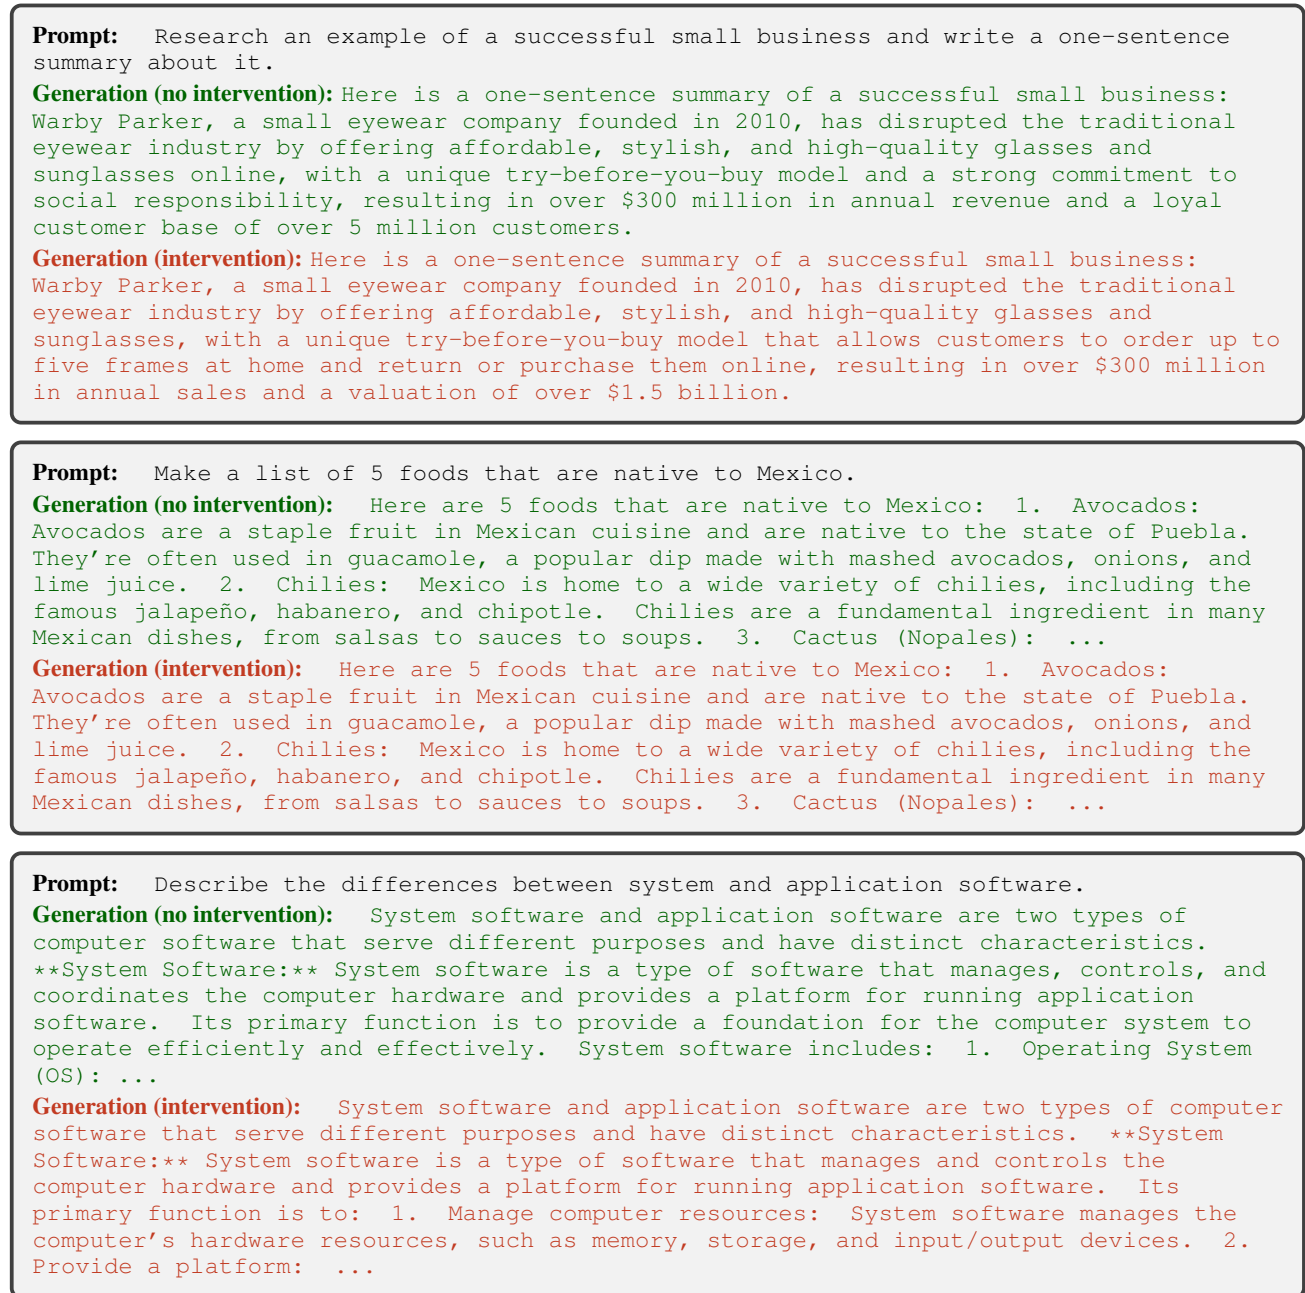 Prompt: Research an example of a successful small business and write a one-sentence
summary about it.
Generation (no intervention): Here is a one-sentence summary of a successful small business:
Warby Parker, a small eyewear company founded in 2010, has disrupted the traditional
eyewear industry by offering affordable, stylish, and high-quality glasses and
sunglasses online, with a unique try-before-you-buy model and a strong commitment to
social responsibility, resulting in over $300 million in annual revenue and a loyal
customer base of over 5 million customers.
Generation (intervention): Here is a one-sentence summary of a successful small business:
Warby Parker, a small eyewear company founded in 2010, has disrupted the traditional
eyewear industry by offering affordable, stylish, and high-quality glasses and
sunglasses, with a unique try-before-you-buy model that allows customers to order up to
five frames at home and return or purchase them online, resulting in over $300 million
in annual sales and a valuation of over $1.5 billion.
Prompt: Make a list of 5 foods that are native to Mexico.
Generation (no intervention): Here are 5 foods that are native to Mexico: 1. Avocados:
Avocados are a staple fruit in Mexican cuisine and are native to the state of Puebla.
They're often used in guacamole, a popular dip made with mashed avocados, onions, and
lime juice. 2. Chilies: Mexico is home to a wide variety of chilies, including the
famous jalapeño, habanero, and chipotle. Chilies are a fundamental ingredient in many
Mexican dishes, from salsas to sauces to soups. 3. Cactus (Nopales): ...
Generation (intervention): Here are 5 foods that are native to Mexico: 1. Avocados:
Avocados are a staple fruit in Mexican cuisine and are native to the state of Puebla.
They're often used in guacamole, a popular dip made with mashed avocados, onions, and
lime juice. 2. Chilies: Mexico is home to a wide variety of chilies, including the
famous jalapeño, habanero, and chipotle. Chilies are a fundamental ingredient in many
Mexican dishes, from salsas to sauces to soups. 3. Cactus (Nopales): ...
Prompt: Describe the differences between system and application software.
Generation (no intervention): System software and application software are two types of
computer software that serve different purposes and have distinct characteristics.
**System Software:** System software is a type of software that manages, controls, and
coordinates the computer hardware and provides a platform for running application
software. Its primary function is to provide a foundation for the computer system to
operate efficiently and effectively. System software includes: 1. Operating System
(OS): ...
Generation (intervention): System software and application software are two types of computer
software that serve different purposes and have distinct characteristics. **System
Software:** System software is a type of software that manages and controls the
computer hardware and provides a platform for running application software. Its
primary function is to: 1. Manage computer resources: System software manages the
computer's hardware resources, such as memory, storage, and input/output devices. 2.
Provide a platform: ...